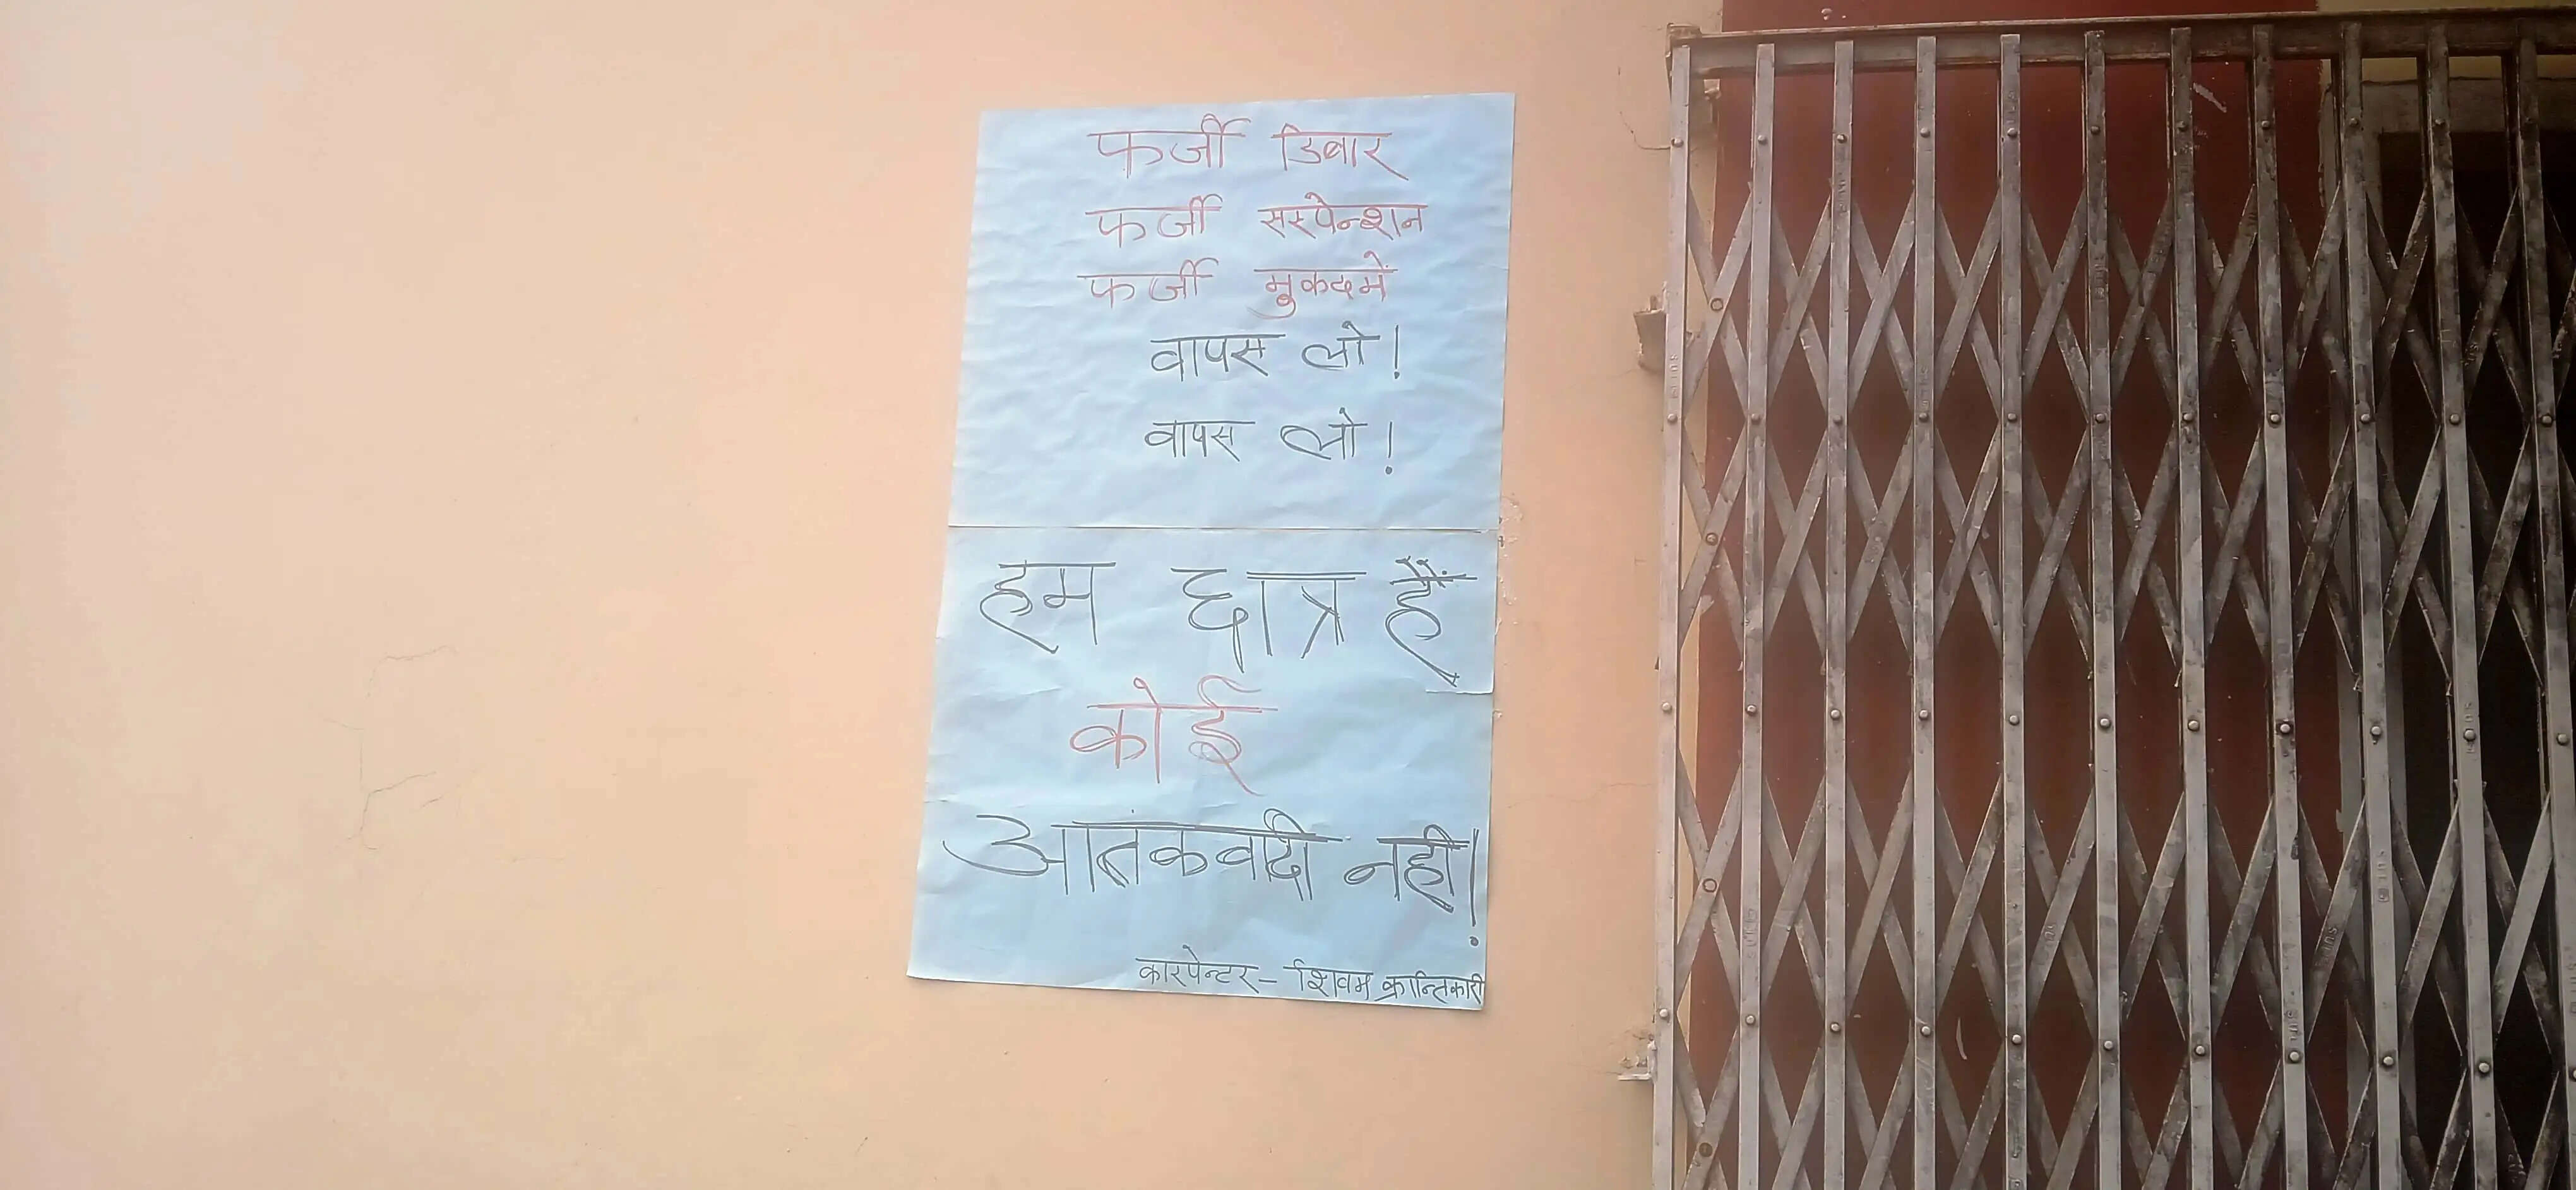 फर्जी डिबार
फर्जी सस्पेन्शन
फर्जी मुकदमें
वापस लो!
वापस लो!
हम छात्र हैं
कोई
आतंकवादी नहीं!
कारपेन्टर - शिवम क्रान्तिकारी